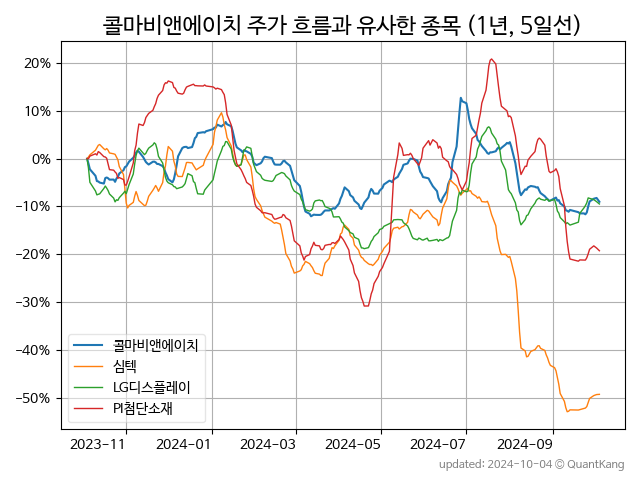 콜마비앤에이치 주가 흐름과 유사한 종목 (1년, 5일선)
20%
10%
0%
−10%
−20%
−30%
−40%
−50%
콜마비앤에이치
심텍
LG디스플레이
PI첨단소재
2023−11
2024−01
2024−03
2024−05
2024−07
2024−09
updated: 2024-10-04 © QuantKang